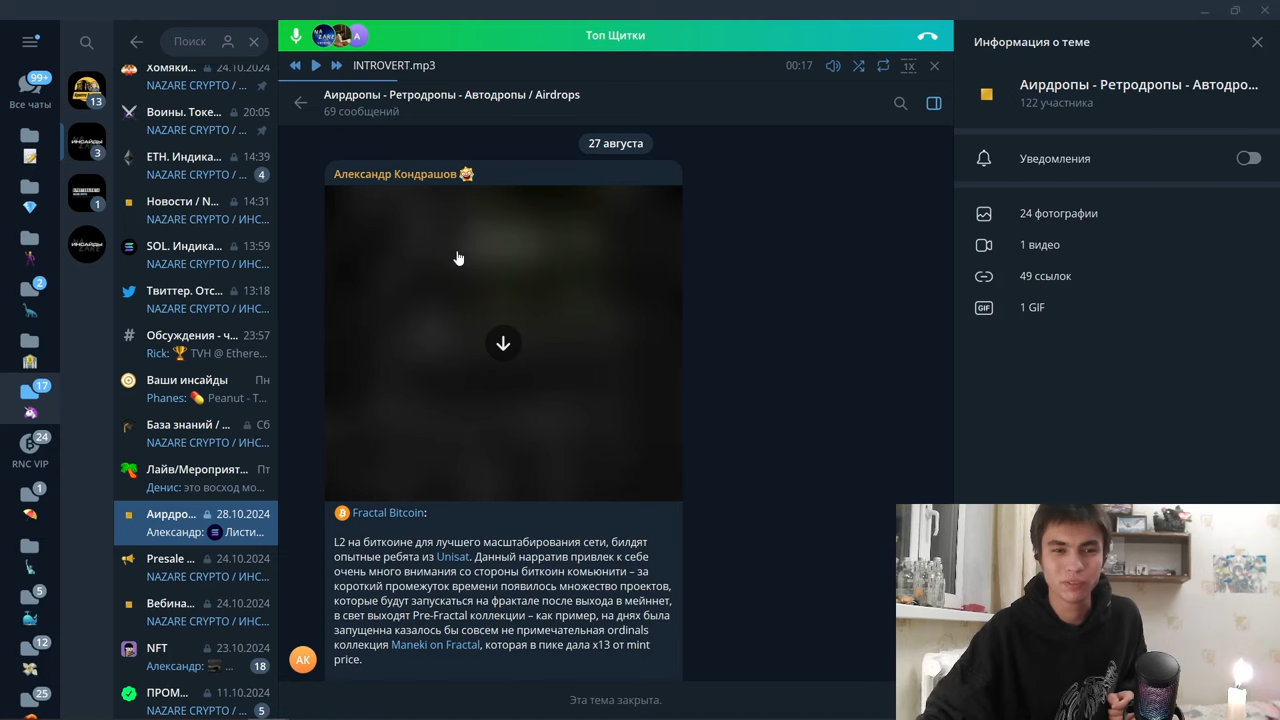 Топ Щитки
NAZARE
A
INTROVERT.mp3
00:17
1X
Поиск
99+
Все чаты
2
17
24
RNC VIP
1
5
12
25
13
ИНСАЙДЫ
3
1
ИНСАЙДЫ
Хомяки... 24.10.2024
NAZARE CRYPTO / ...
Воины. Токе... 20:05
NAZARE CRYPTO / ...
ETH. Индика... 14:39
NAZARE CRYPTO / ... 4
Новости / N... 14:31
NAZARE CRYPTO / ИНС...
SOL. Индика... 13:59
NAZARE CRYPTO / ИНС...
Твиттер. Отс... 13:18
NAZARE CRYPTO / ИНС...
# Обсуждения - ч... 23:57
Rick: TVH @ Ethere...
Ваши инсайды Пн
Phanes: Peanut - T...
База знаний / ... Сб
NAZARE CRYPTO / ИНС...
Лайв/Мероприят... Пт
Денис: это восход мо...
Аирдро... 28.10.2024
Александр: Листи...
Presale ... 24.10.2024
NAZARE CRYPTO / ИНС...
Вебина... 24.10.2024
NAZARE CRYPTO / ИНС...
NFT 23.10.2024
Александр: ... 18
ПРОМ... 11.10.2024
NAZARE CRYPTO / ... 5
Аирдропы - Ретродропы - Автодропы / Airdrops
69 сообщений
27 августа
Александр Кондрашов
Fractal Bitcoin:
L2 на биткоине для лучшего масштабирования сети, билдят
опытные ребята из Unisat. Данный нарратив привлек к себе
очень много внимания со стороны биткоин комьюнити – за
короткий промежуток времени появилось множество проектов,
которые будут запускаться на фрактале после выхода в мейннет,
в свет выходят Pre-Fractal коллекции – как пример, на днях была
запущенна казалось бы совсем не примечательная ordinals
коллекция Maneki on Fractal, которая в пике дала x13 от mint
price.
АК
Эта тема закрыта.
Информация о теме
Аирдропы - Ретродропы - Автодро...
122 участника
Уведомления
24 фотографии
1 видео
49 ссылок
GIF 1 GIF